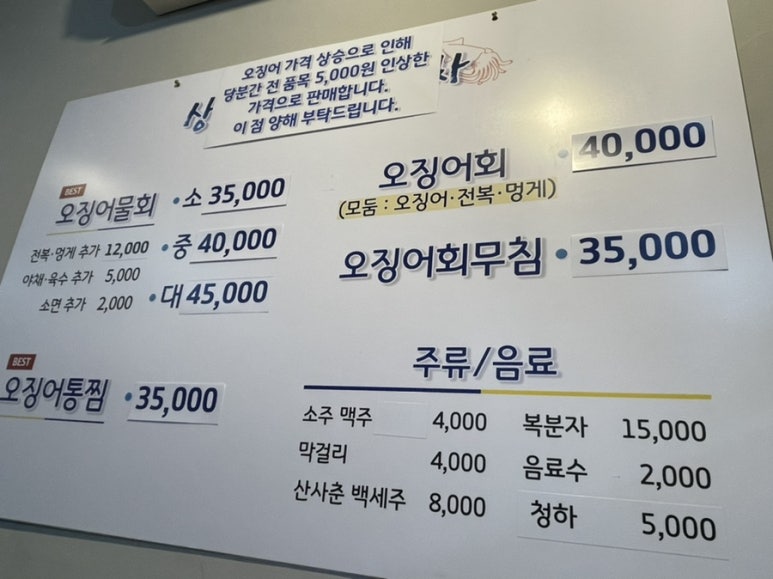 오징어 가격 상승으로 인해
당분간 전 품목 5,000원 인상한
가격으로 판매합니다.
이 점 양해 부탁드립니다.
BEST
오징어물회 • 소 35,000
전복·멍게 추가 12,000 • 중 40,000
야채·육수 추가 5,000
소면 추가 2,000 • 대 45,000
BEST
오징어통찜 • 35,000
오징어회 • 40,000
(모둠 : 오징어·전복·멍게)
오징어회무침 • 35,000
주류/음료
소주 맥주 4,000
막걸리 4,000
산사춘 백세주 8,000
복분자 15,000
음료수 2,000
청하 5,000